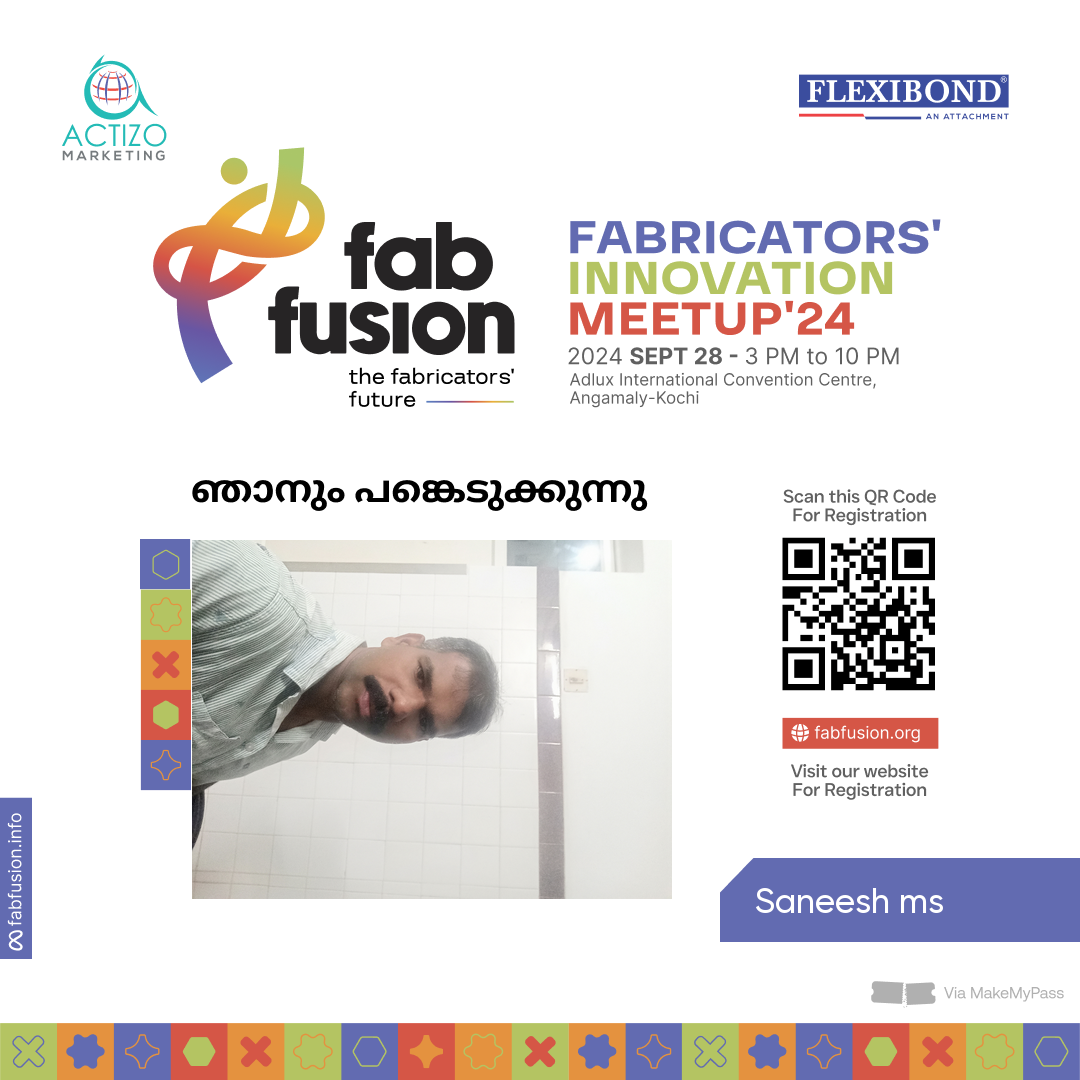 ACTIZO
MARKETING
FLEXIBOND®
AN ATTACHMENT
fab
fusion
the fabricators'
future
FABRICATORS'
INNOVATION
MEETUP'24
2024 SEPT 28 - 3 PM to 10 PM
Adlux International Convention Centre,
Angamaly-Kochi
ഞാനും പങ്കെടുക്കുന്നു
Scan this QR Code
For Registration
fabfusion.org
Visit our website
For Registration
fabfusion.info
Saneesh ms
Via MakeMyPass